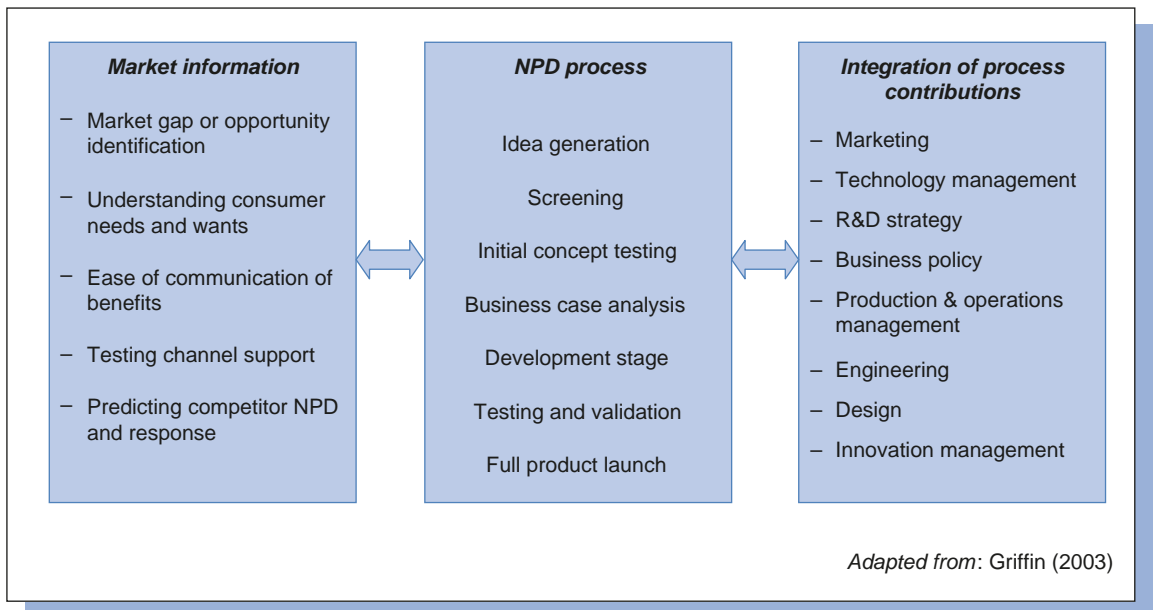 Market information
– Market gap or opportunity
identification
– Understanding consumer
needs and wants
– Ease of communication of
benefits
– Testing channel support
– Predicting competitor NPD
and response
NPD process
Idea generation
Screening
Initial concept testing
Business case analysis
Development stage
Testing and validation
Full product launch
Integration of process
contributions
– Marketing
– Technology management
– R&D strategy
– Business policy
– Production & operations
management
– Engineering
– Design
– Innovation management
Adapted from: Griffin (2003)